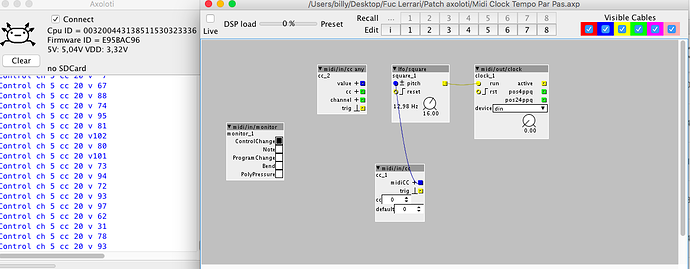 Axoloti
Connect
Cpu ID = 003200443138511530323336
Firmware ID = E95BAC96
USB: 5V: 5,04V VDD: 3,32V
Clear
no SDCard
Control ch 5 cc 20 v 67
Control ch 5 cc 20 v 88
Control ch 5 cc 20 v 74
Control ch 5 cc 20 v 95
Control ch 5 cc 20 v 81
Control ch 5 cc 20 v102
Control ch 5 cc 20 v 80
Control ch 5 cc 20 v101
Control ch 5 cc 20 v 73
Control ch 5 cc 20 v 94
Control ch 5 cc 20 v 72
Control ch 5 cc 20 v 93
Control ch 5 cc 20 v 97
Control ch 5 cc 20 v 62
Control ch 5 cc 20 v 31
Control ch 5 cc 20 v 78
Control ch 5 cc 20 v 93
/Users/billy/Desktop/Fuc Lerrari/Patch axoloti/Midi Clock Tempo Par Pas.axp
Live
DSP load
0 %
Preset
Recall
... 1 2 3 4 5 6 7 8
Edit
i 1 2 3 4 5 6 7 8
Visible Cables
midi/in/cc any
cc_2
value
cc
channel
trig
lfo/square
square_1
pitch
reset
12,98 Hz
16.00
midi/out/clock
clock_1
run active
rst pos4ppq
pos24ppq
device din
0.00
midi/in/monitor
monitor_1
ControlChange
Note
ProgramChange
Bend
PolyPressure
midi/in/cc
cc_1
midiCC
trig
cc 0
default 0